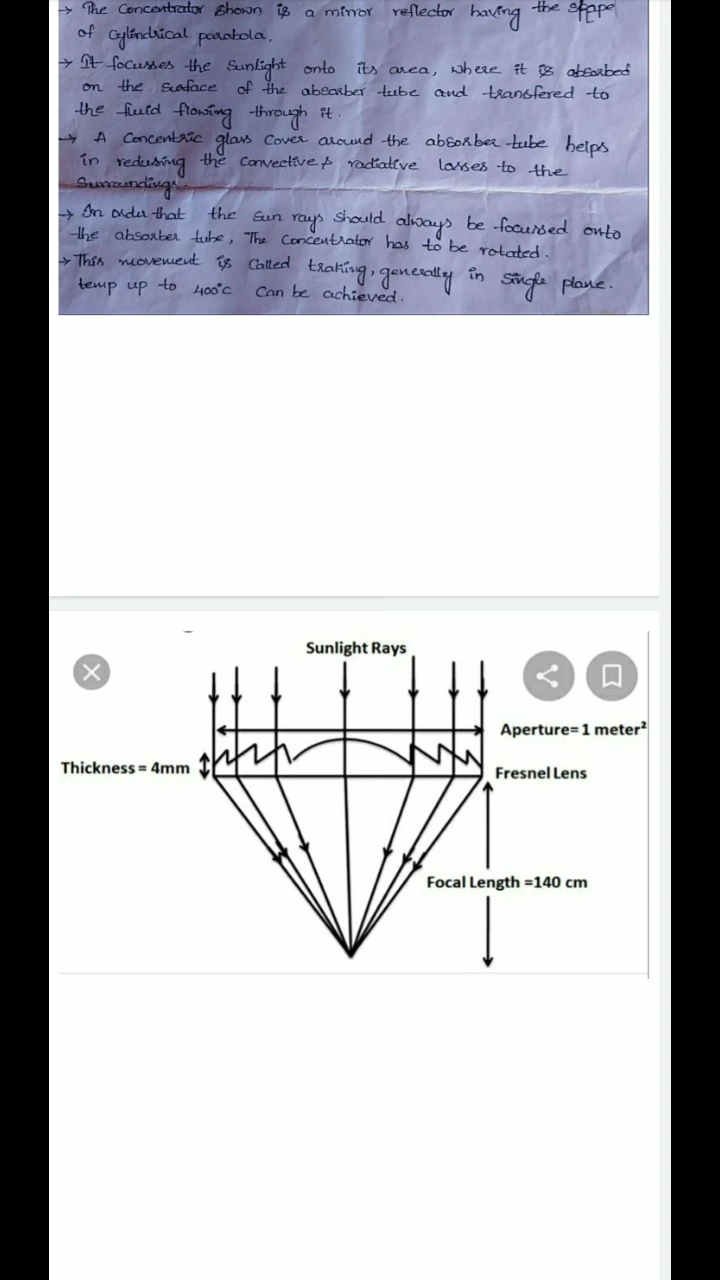 → The Concentrator shown is a mirror reflector having the shape
of cylindrical parabola.
→ It focusses the Sunlight onto its area, where it is absorbed
on the surface of the absorber tube and transfered to
the fluid flowing through it.
→ A Concentric glass Cover around the absorber tube helps
in redusing the convective & radiative losses to the
Surroundings.
→ In order that the sun rays should always be focussed onto
the absorber tube, The Concentrator has to be rotated.
→ This movement is Called traking, generally in single plane.
temp up to 400°C Can be achieved.
Sunlight Rays
Aperture= 1 meter²
Thickness = 4mm
Fresnel Lens
Focal Length =140 cm